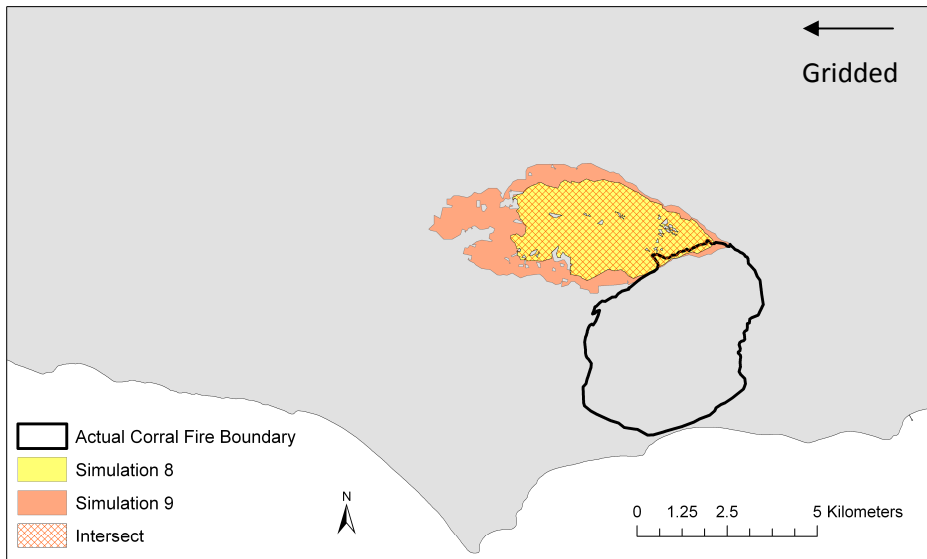 Gridded
Actual Corral Fire Boundary
Simulation 8
Simulation 9
Intersect
N
0 1.25 2.5 5 Kilometers